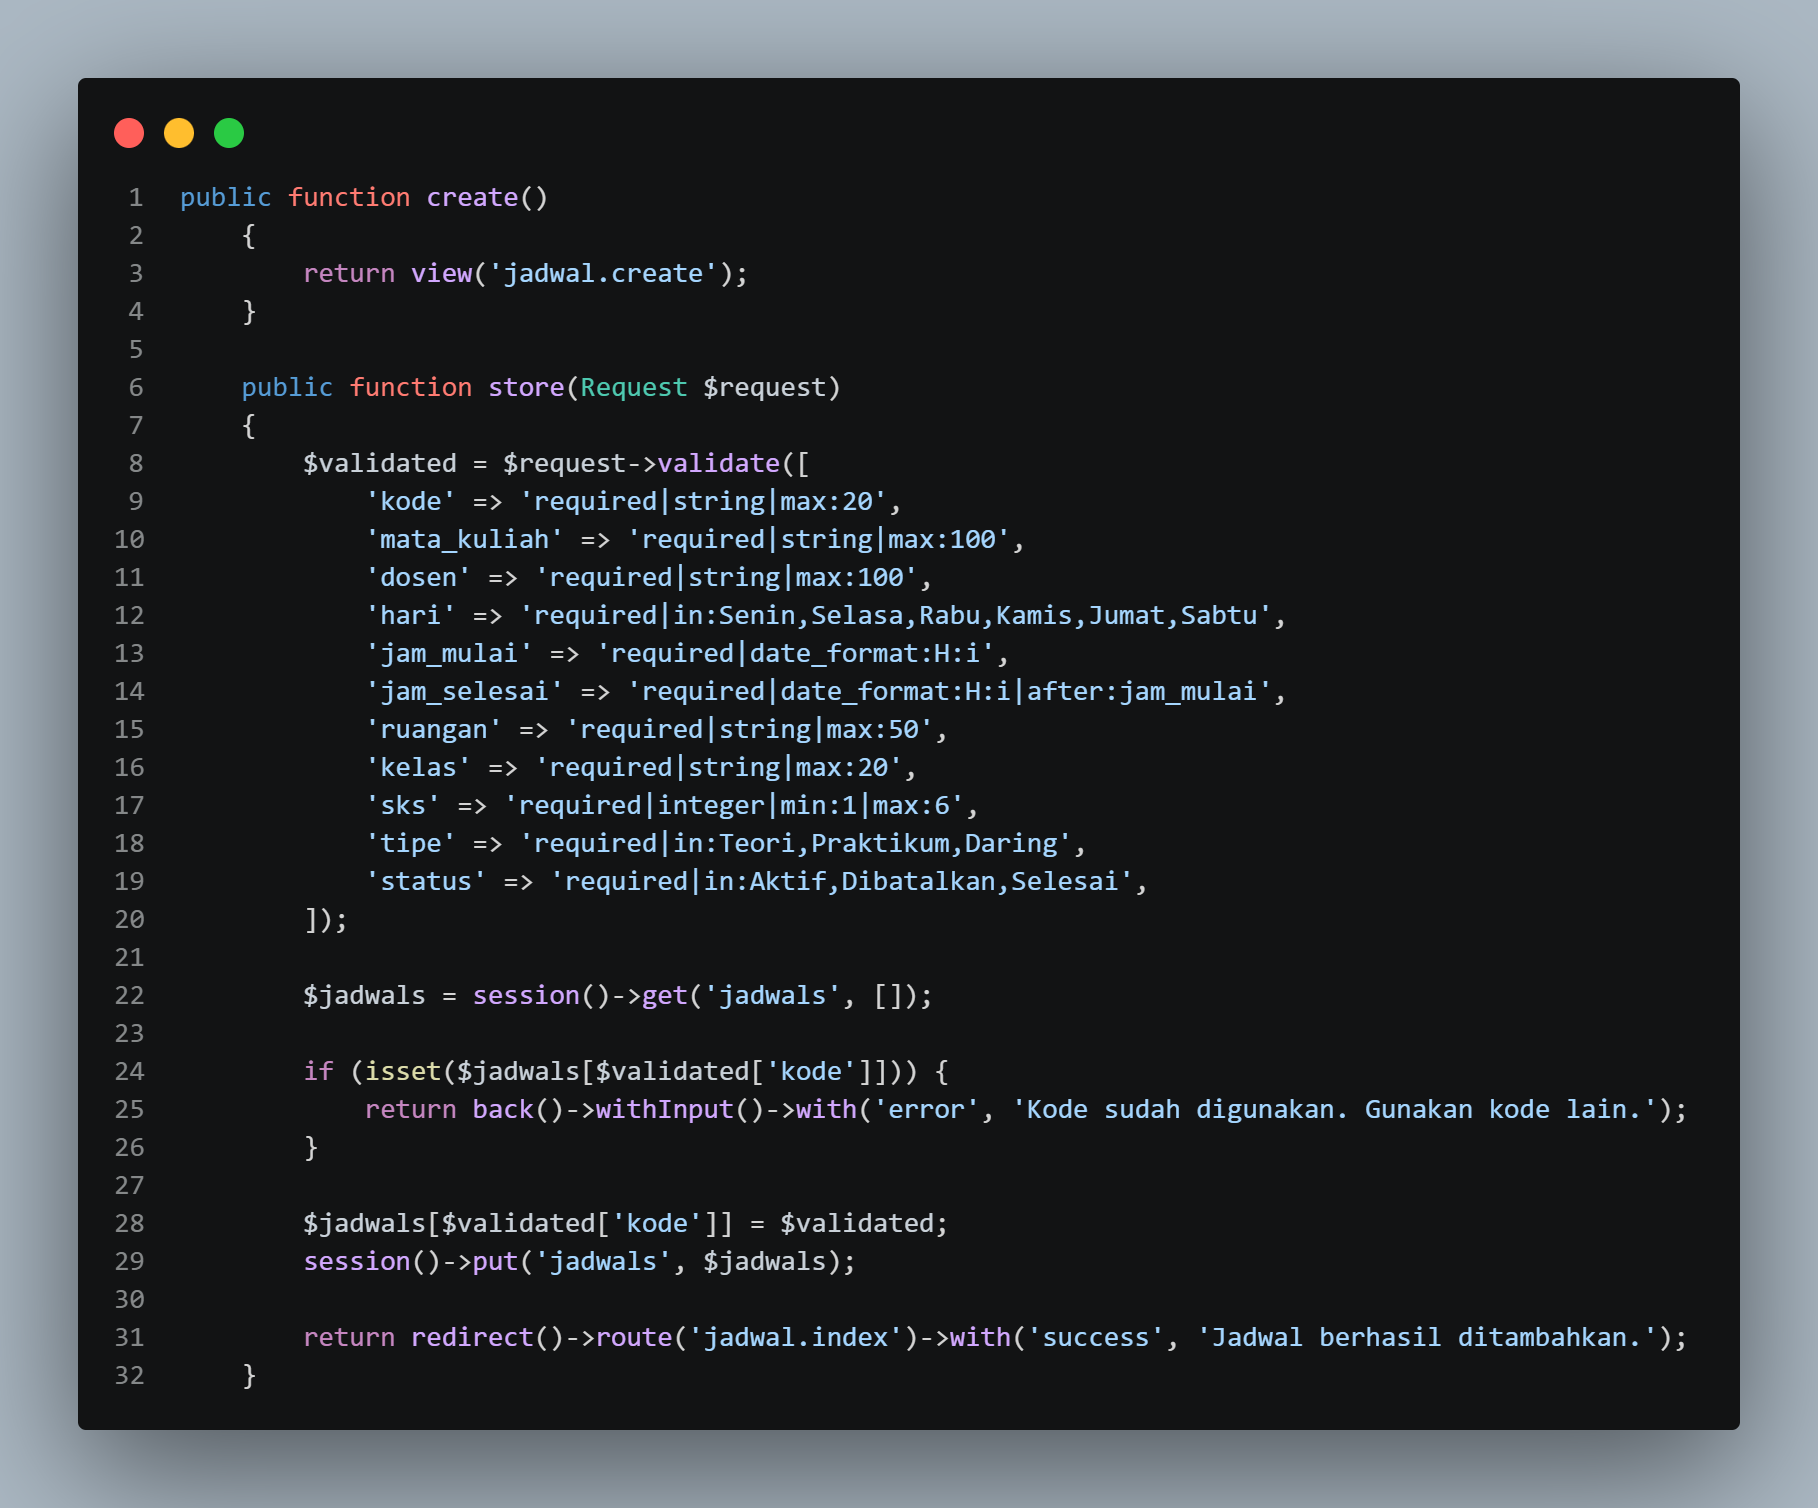 1 public function create()
2     {
3         return view('jadwal.create');
4     }
5
6     public function store(Request $request)
7     {
8         $validated = $request->validate([
9             'kode' => 'required|string|max:20',
10             'mata_kuliah' => 'required|string|max:100',
11             'dosen' => 'required|string|max:100',
12             'hari' => 'required|in:Senin,Selasa,Rabu,Kamis,Jumat,Sabtu',
13             'jam_mulai' => 'required|date_format:H:i',
14             'jam_selesai' => 'required|date_format:H:i|after:jam_mulai',
15             'ruangan' => 'required|string|max:50',
16             'kelas' => 'required|string|max:20',
17             'sks' => 'required|integer|min:1|max:6',
18             'tipe' => 'required|in:Teori,Praktikum,Daring',
19             'status' => 'required|in:Aktif,Dibatalkan,Selesai',
20         ]);
21
22         $jadwals = session()->get('jadwals', []);
23
24         if (isset($jadwals[$validated['kode']])) {
25             return back()->withInput()->with('error', 'Kode sudah digunakan. Gunakan kode lain.');
26         }
27
28         $jadwals[$validated['kode']] = $validated;
29         session()->put('jadwals', $jadwals);
30
31         return redirect()->route('jadwal.index')->with('success', 'Jadwal berhasil ditambahkan.');
32     }